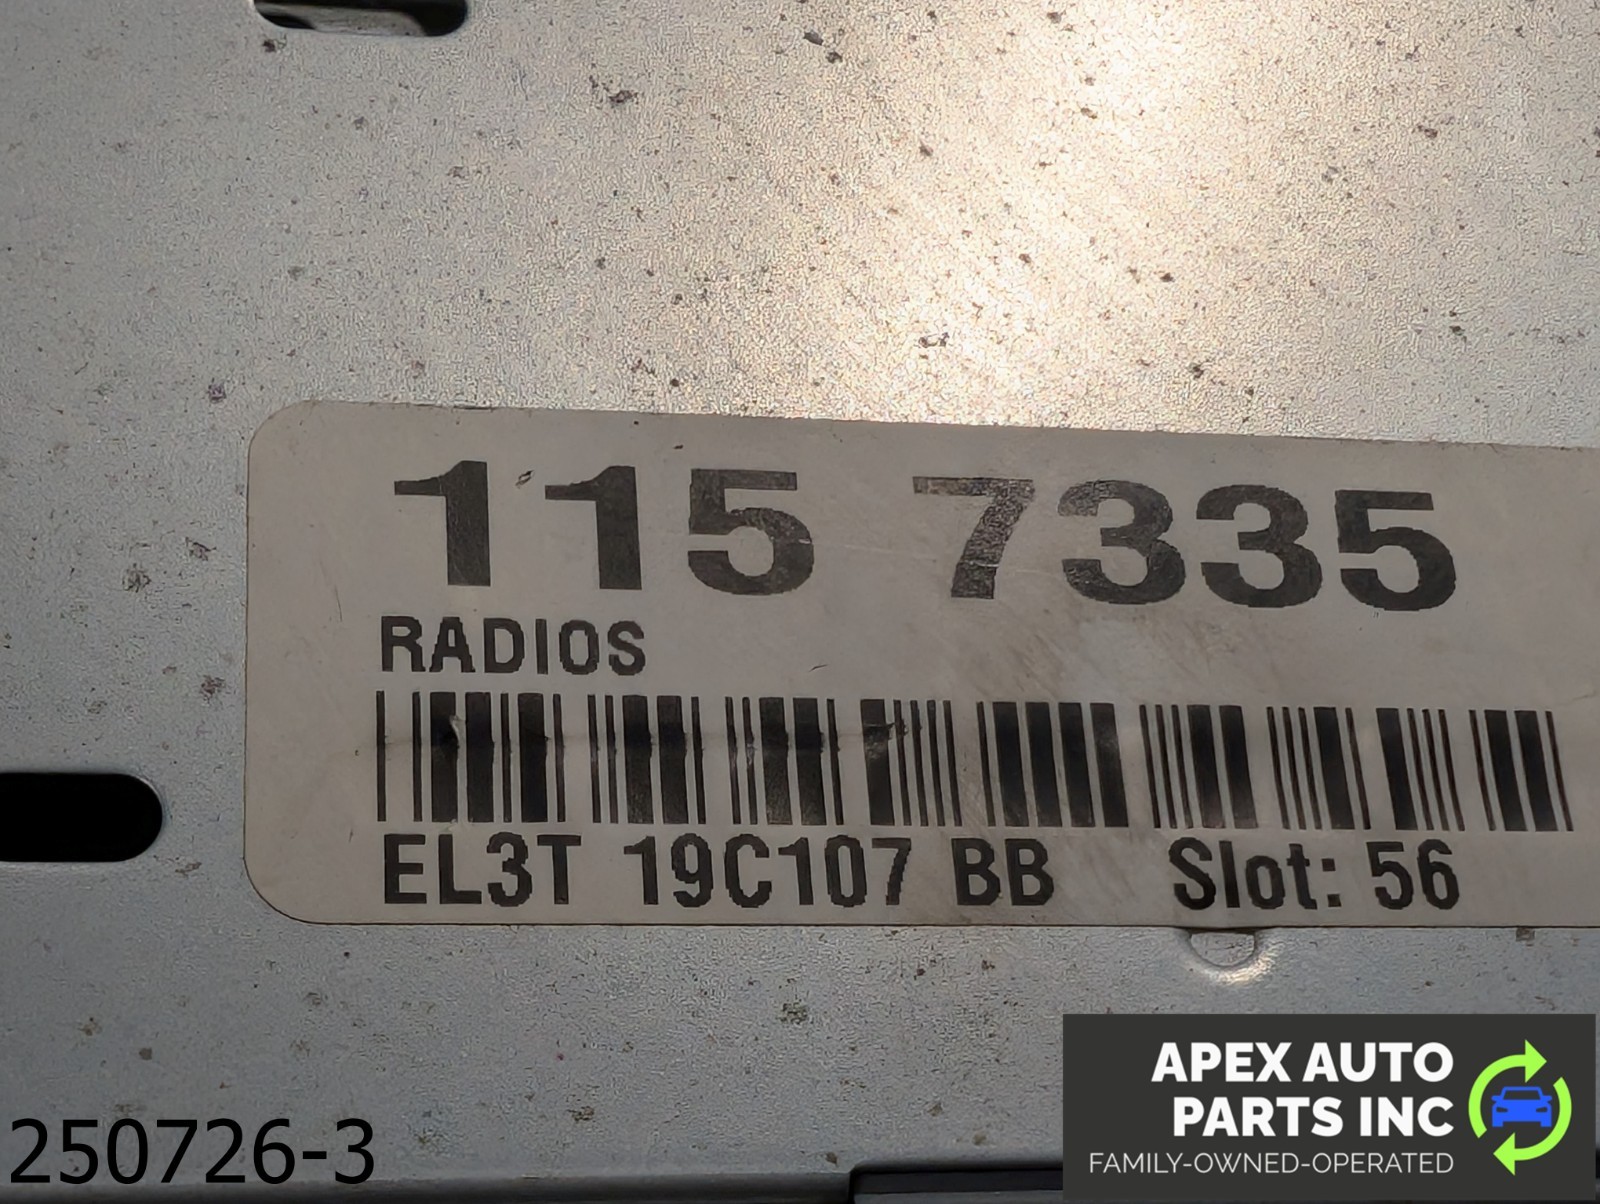 115 7335
RADIOS
EL3T 19C107 BB Slot: 56
APEX AUTO
PARTS INC
FAMILY-OWNED-OPERATED
250726-3